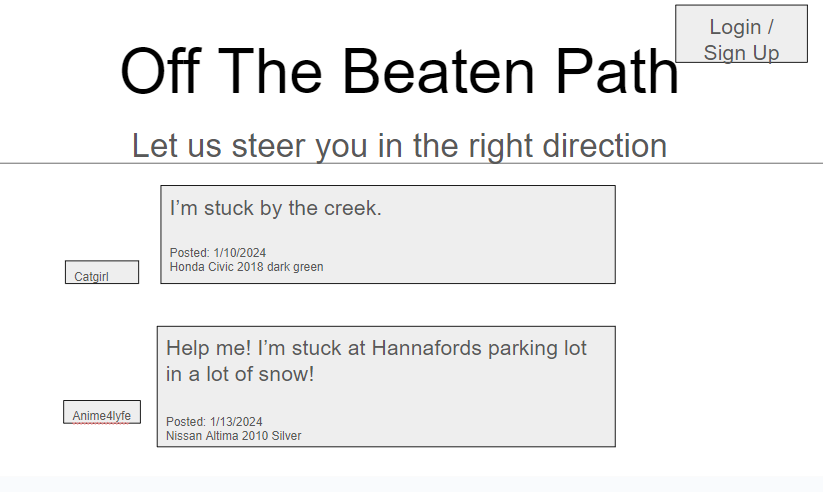 Login /
Sign Up
Off The Beaten Path
Let us steer you in the right direction
I’m stuck by the creek.
Posted: 1/10/2024
Honda Civic 2018 dark green
Catgirl
Help me! I’m stuck at Hannafords parking lot
in a lot of snow!
Posted: 1/13/2024
Nissan Altima 2010 Silver
Anime4lyfe